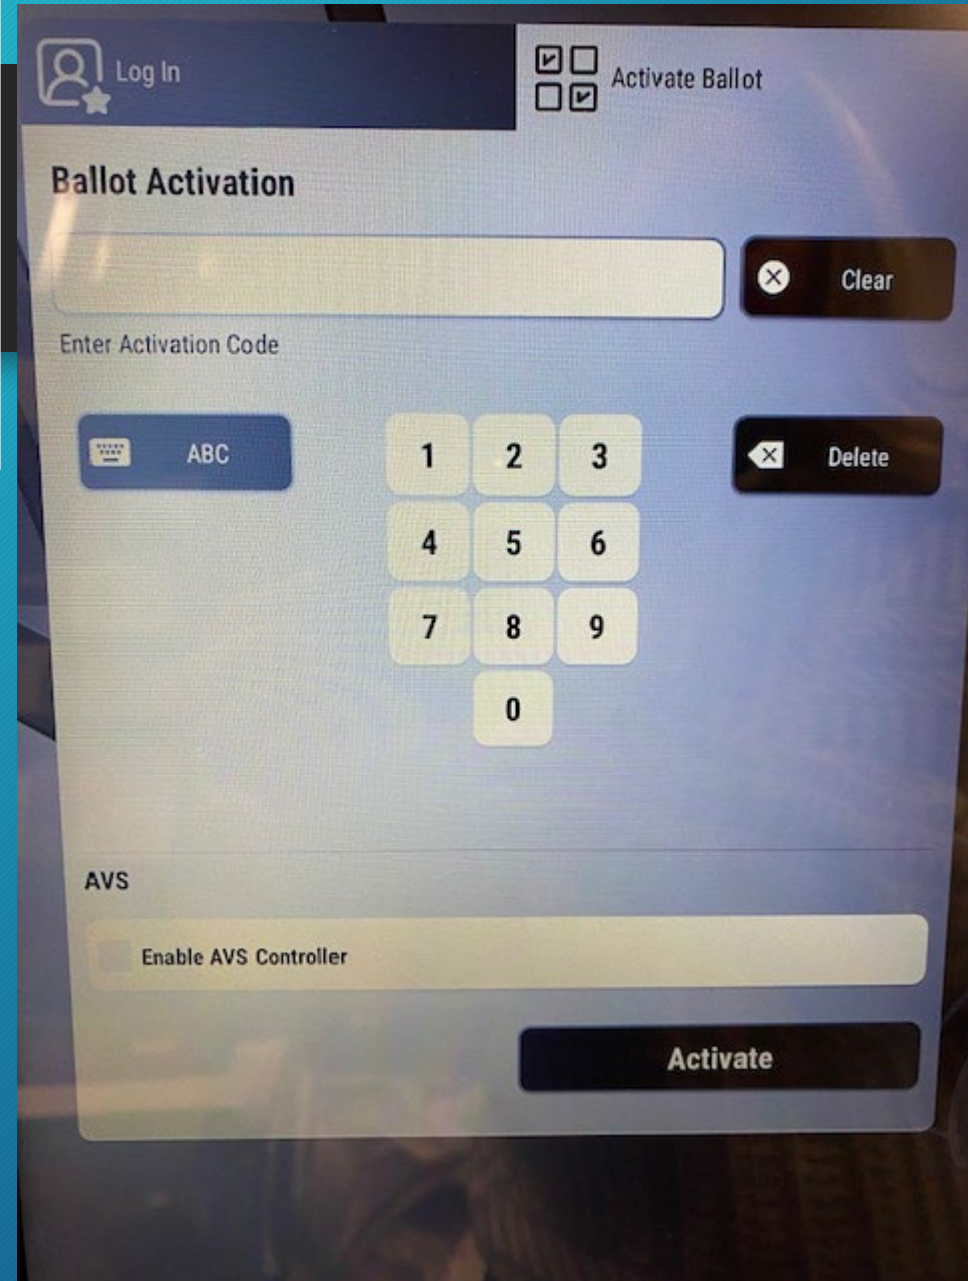 Log In
Activate Ballot
Ballot Activation
Clear
Enter Activation Code
ABC
1 2 3
Delete
4 5 6
7 8 9
0
AVS
Enable AVS Controller
Activate